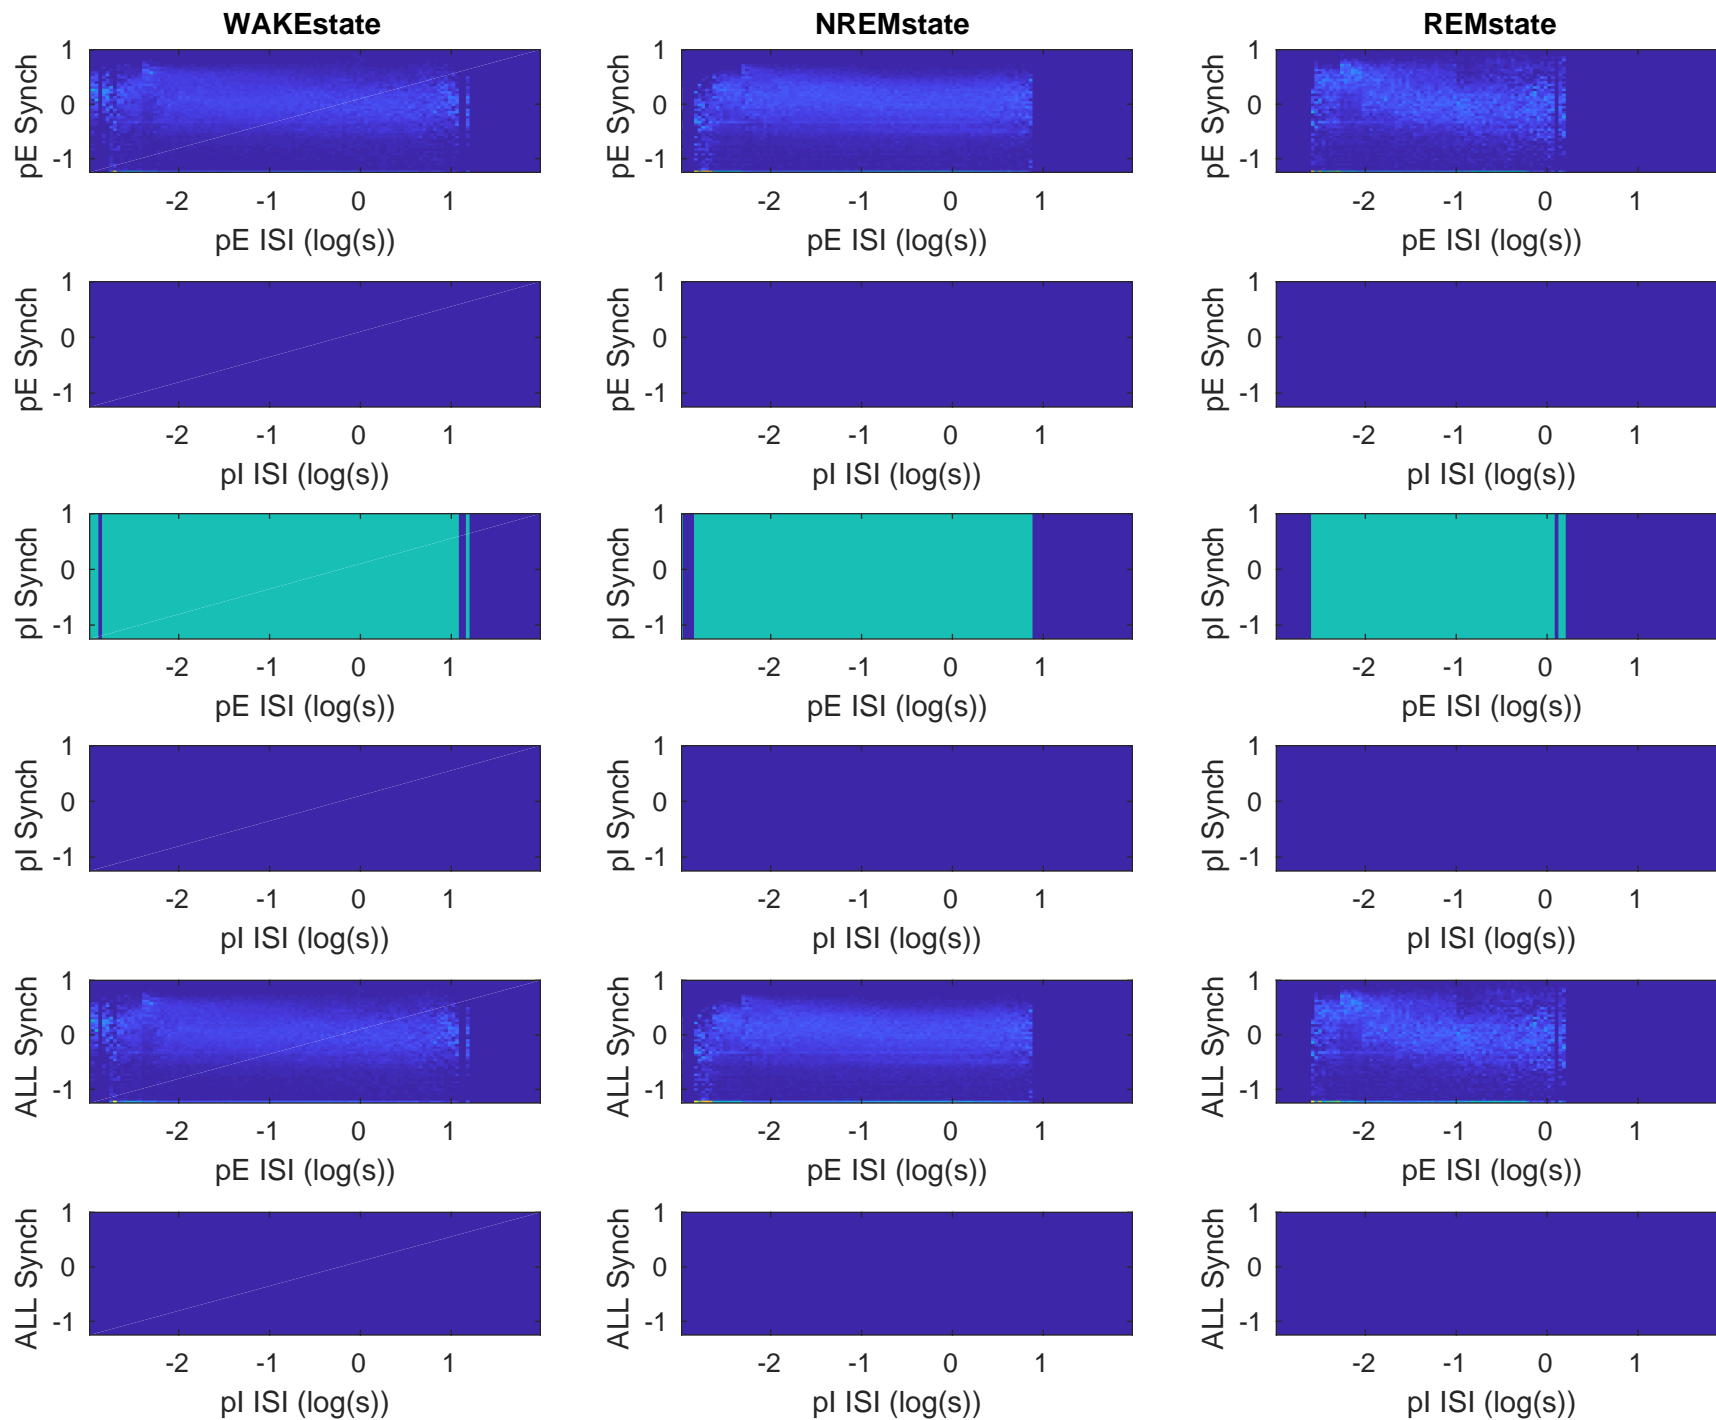 WAKEstate NREMstate REMstate
1 1 1
pE Synch pE Synch pE Synch
0 0 0
-1 -1 -1
-2 -1 0 1 -2 -1 0 1 -2 -1 0 1
pE ISI (log(s)) pE ISI (log(s)) pE ISI (log(s))
1 1 1
pE Synch pE Synch pE Synch
0 0 0
-1 -1 -1
-2 -1 0 1 -2 -1 0 1 -2 -1 0 1
pI ISI (log(s)) pI ISI (log(s)) pI ISI (log(s))
1 1 1
pI Synch pI Synch pI Synch
0 0 0
-1 -1 -1
-2 -1 0 1 -2 -1 0 1 -2 -1 0 1
pE ISI (log(s)) pE ISI (log(s)) pE ISI (log(s))
1 1 1
pI Synch pI Synch pI Synch
0 0 0
-1 -1 -1
-2 -1 0 1 -2 -1 0 1 -2 -1 0 1
pI ISI (log(s)) pI ISI (log(s)) pI ISI (log(s))
1 1 1
ALL Synch ALL Synch ALL Synch
0 0 0
-1 -1 -1
-2 -1 0 1 -2 -1 0 1 -2 -1 0 1
pE ISI (log(s)) pE ISI (log(s)) pE ISI (log(s))
1 1 1
ALL Synch ALL Synch ALL Synch
0 0 0
-1 -1 -1
-2 -1 0 1 -2 -1 0 1 -2 -1 0 1
pI ISI (log(s)) pI ISI (log(s)) pI ISI (log(s))